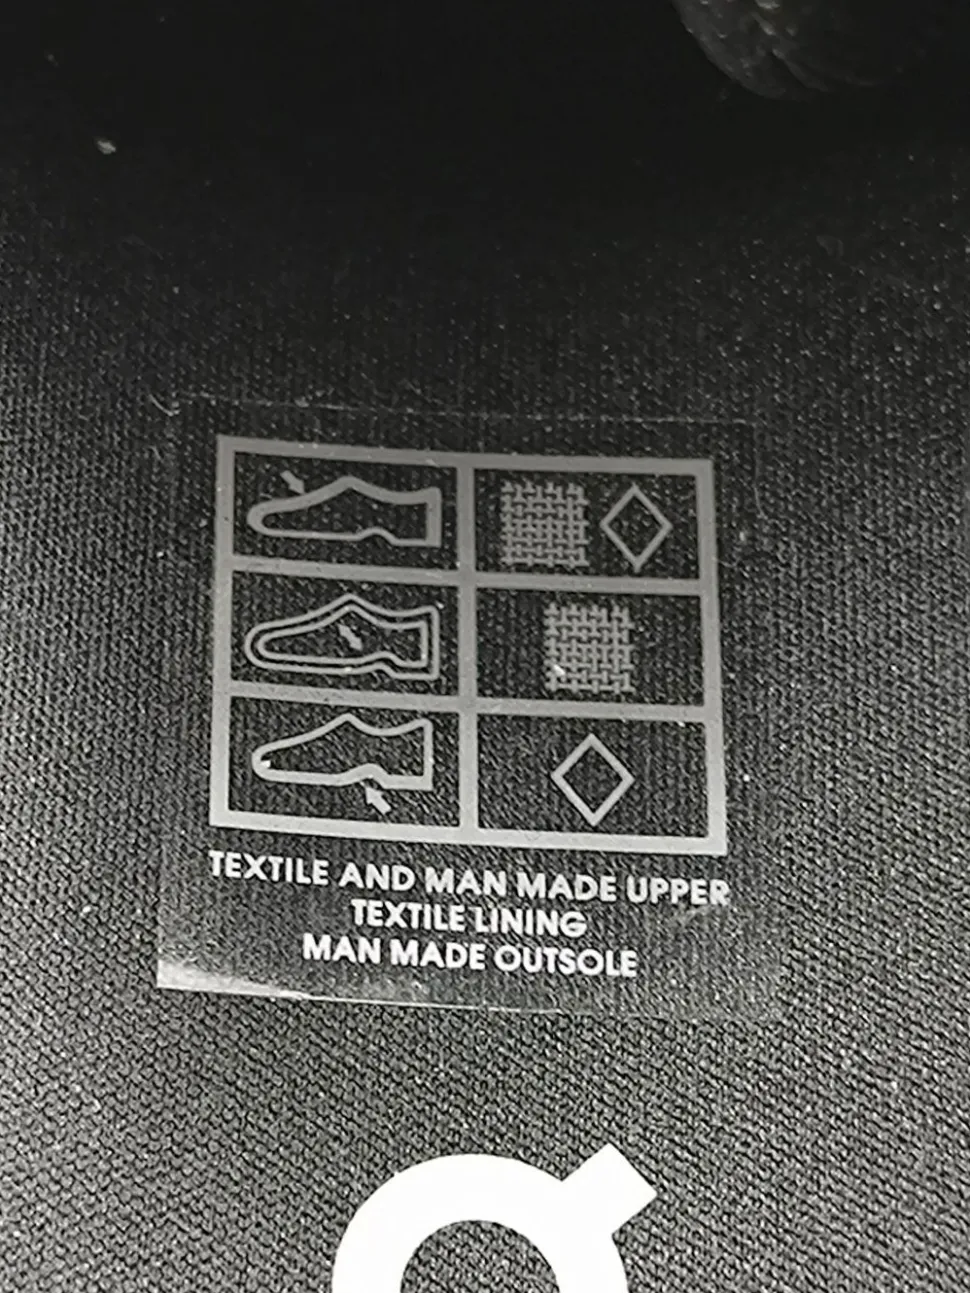 TEXTILE AND MAN MADE UPPER
TEXTILE LINING
MAN MADE OUTSOLE